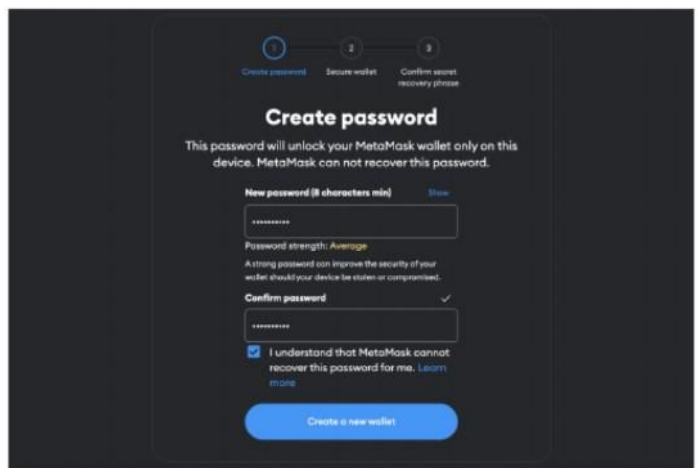 1
2
3
Create password
Secure wallet
Confirm secret
recovery phrase
Create password
This password will unlock your MetaMask wallet only on this
device. MetaMask can not recover this password.
New password (8 characters min)
Show
••••••••••
Password strength: Average
A strong password can improve the security of your
wallet should your device be stolen or compromised.
Confirm password
••••••••••
I understand that MetaMask cannot
recover this password for me. Learn
more
Create a new wallet